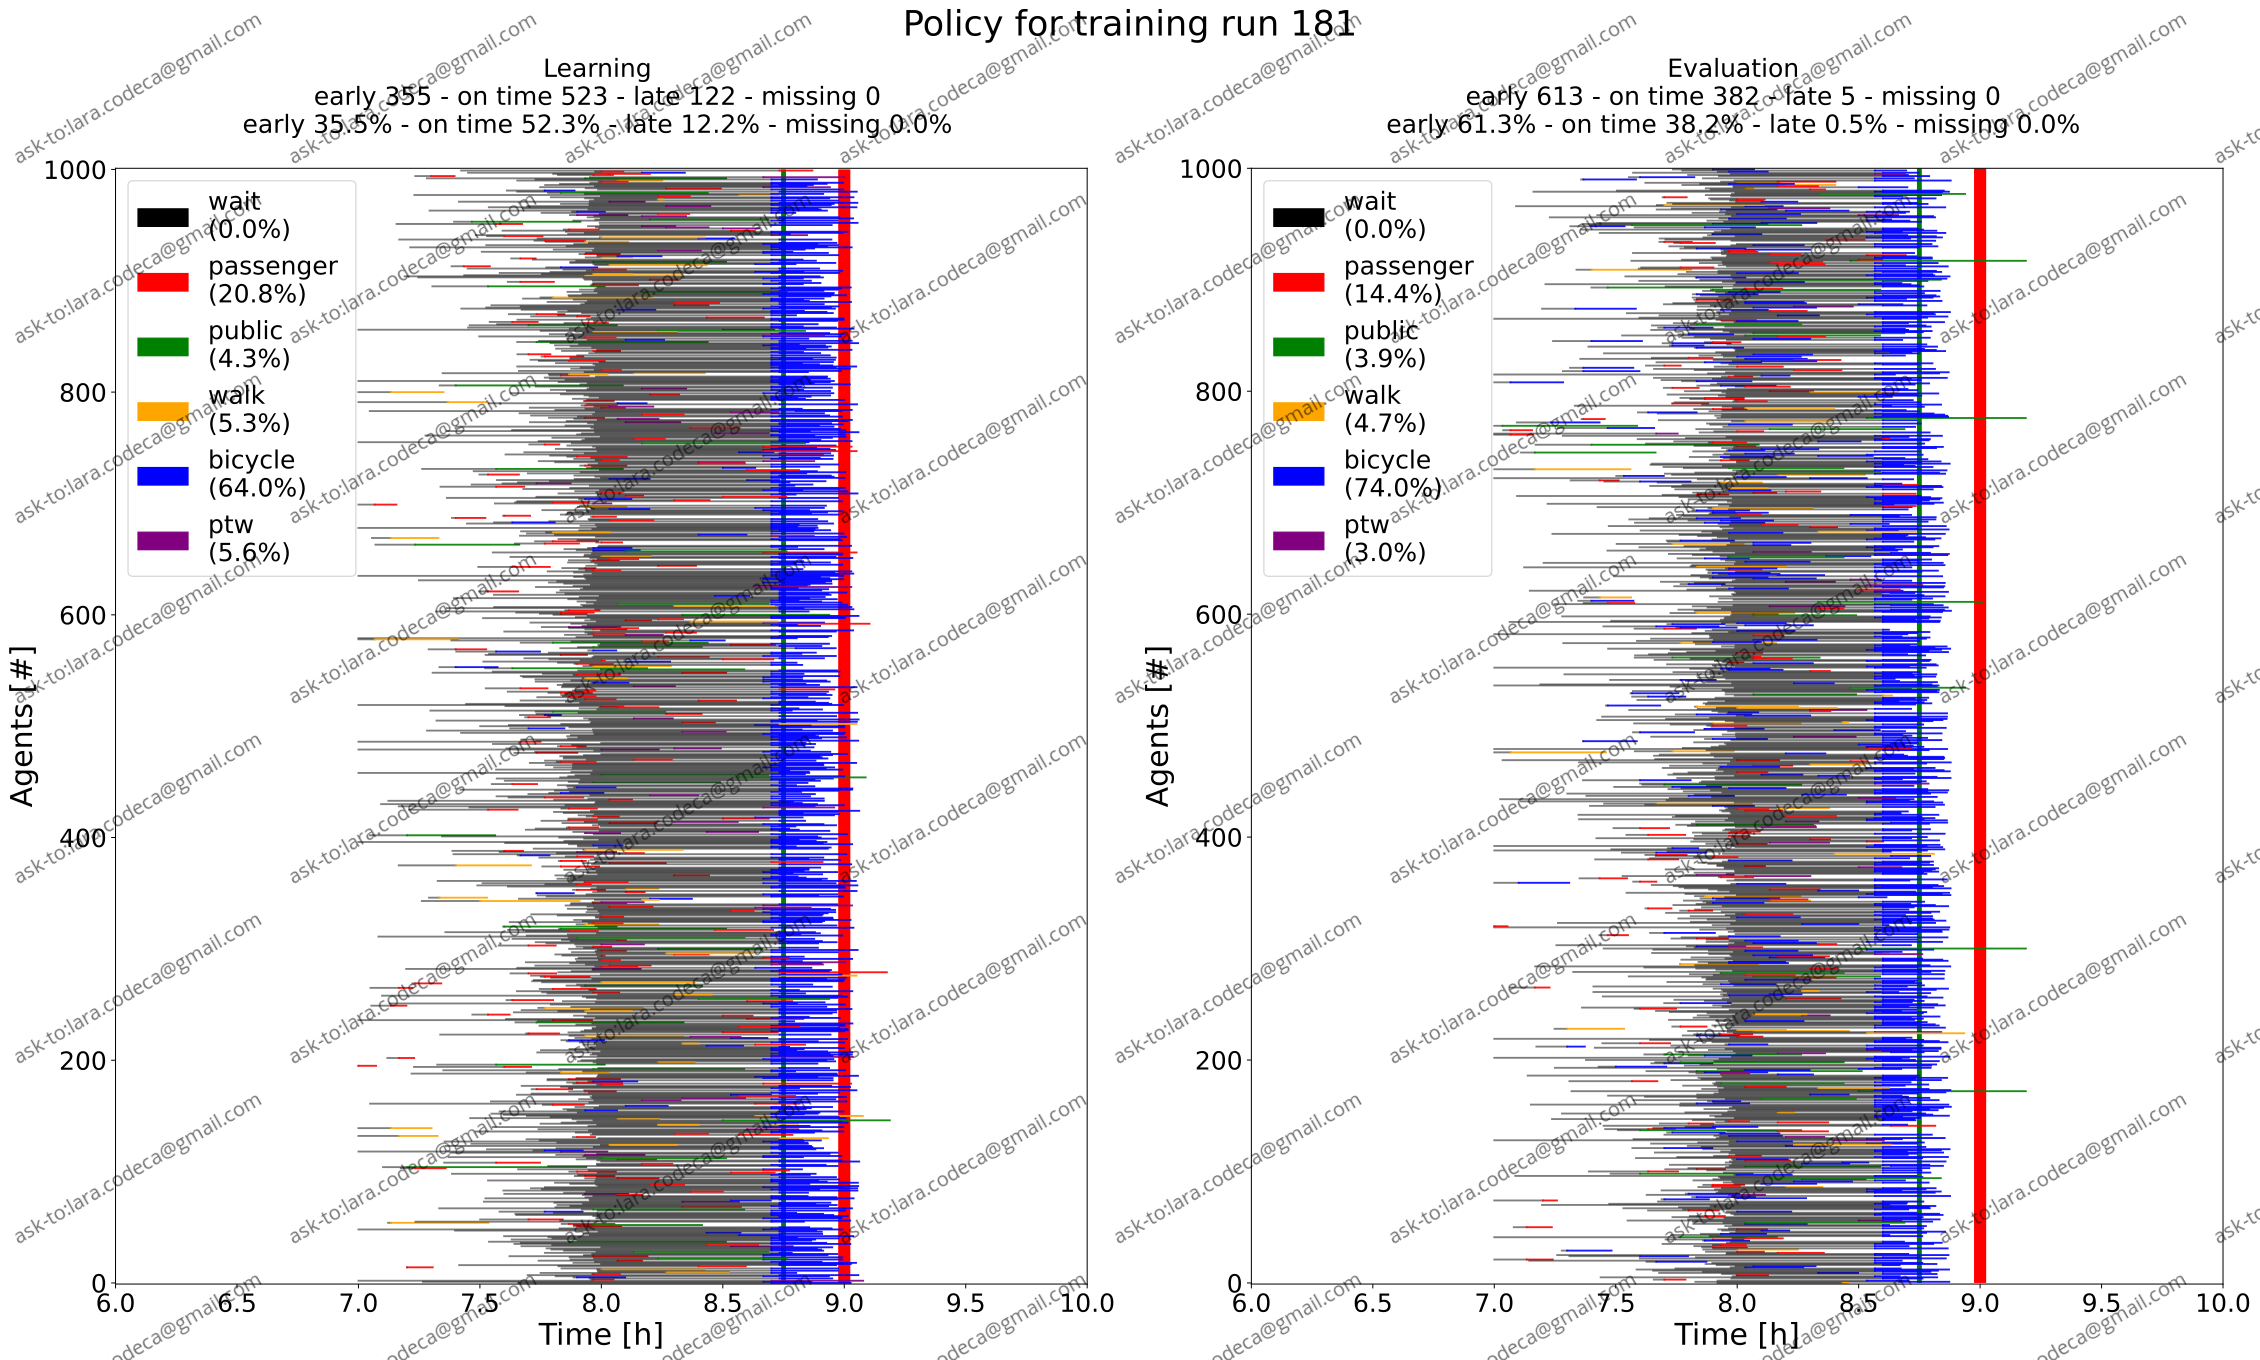 Policy for training run 181
Learning
early 355 - on time 523 - late 122 - missing 0
early 35.5% - on time 52.3% - late 12.2% - missing 0.0%
1000
800
600
400
200
0
Agents [#]
wait
(0.0%)
passenger
(20.8%)
public
(4.3%)
walk
(5.3%)
bicycle
(64.0%)
ptw
(5.6%)
6.0 6.5 7.0 7.5 8.0 8.5 9.0 9.5 10.0
Time [h]
Evaluation
early 613 - on time 382 - late 5 - missing 0
early 61.3% - on time 38.2% - late 0.5% - missing 0.0%
1000
800
600
400
200
0
Agents [#]
wait
(0.0%)
passenger
(14.4%)
public
(3.9%)
walk
(4.7%)
bicycle
(74.0%)
ptw
(3.0%)
6.0 6.5 7.0 7.5 8.0 8.5 9.0 9.5 10.0
Time [h]
ask-to:lara.codeca@gmail.com